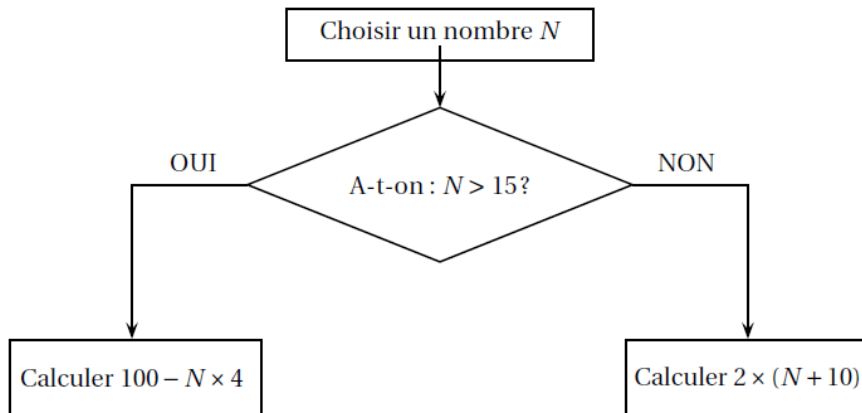 Choisir un nombre N
OUI
A-t-on : N > 15 ?
NON
Calculer 100 − N × 4
Calculer 2 × (N + 10)